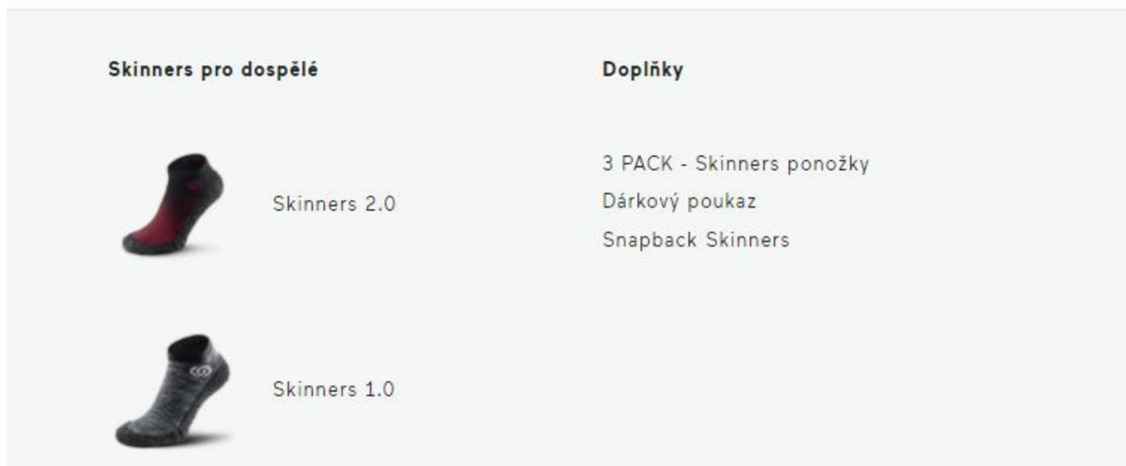 Skinners pro dospělé
Skinners 2.0
Skinners 1.0
Doplňky
3 PACK - Skinners ponožky
Dárkový poukaz
Snapback Skinners